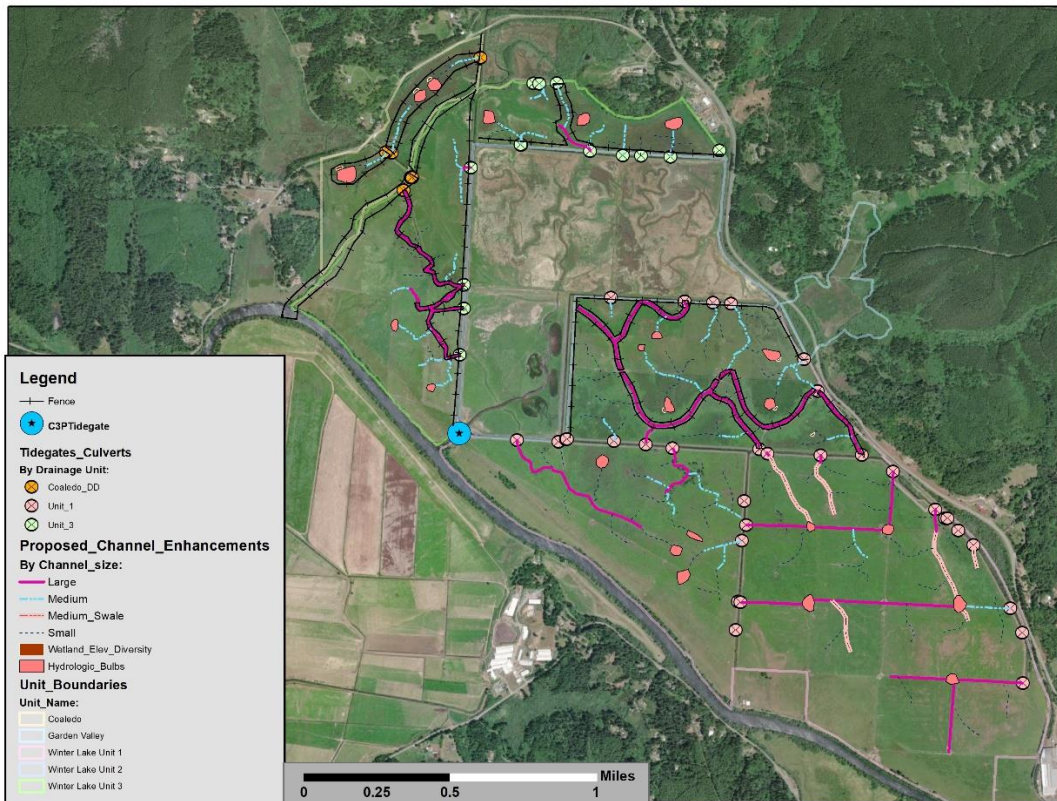 Legend
Fence
C3PTidegate
Tidegates_Culverts
By Drainage Unit:
Coaledo_DD
Unit_1
Unit_3
Proposed_Channel_Enhancements
By Channel_size:
Large
Medium
Medium_Swale
Small
Watland_Elev_Diversity
Hydrologic_Bulbs
Unit_Boundaries
Unit_Name:
Coaledo
Garden Valley
Winter Lake Unit 1
Winter Lake Unit 2
Winter Lake Unit 3
Miles
0 0.25 0.5 1